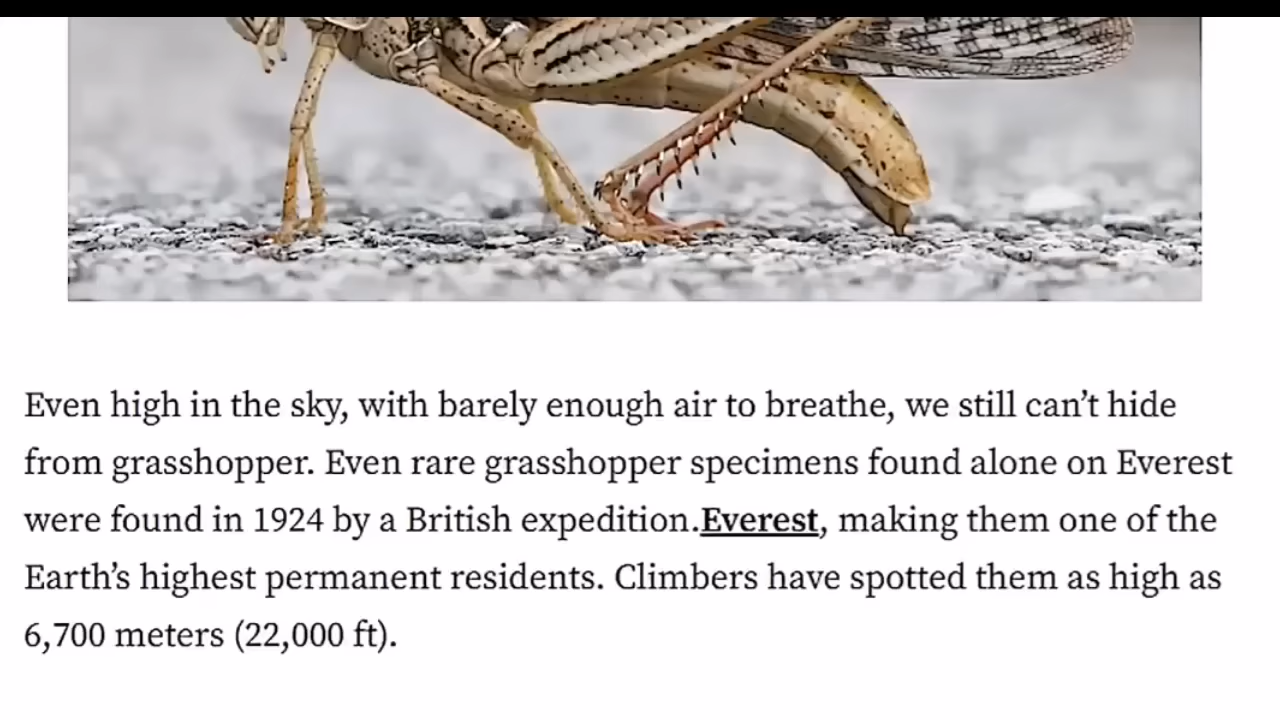 Even high in the sky, with barely enough air to breathe, we still can’t hide
from grasshopper. Even rare grasshopper specimens found alone on Everest
were found in 1924 by a British expedition.Everest, making them one of the
Earth’s highest permanent residents. Climbers have spotted them as high as
6,700 meters (22,000 ft).